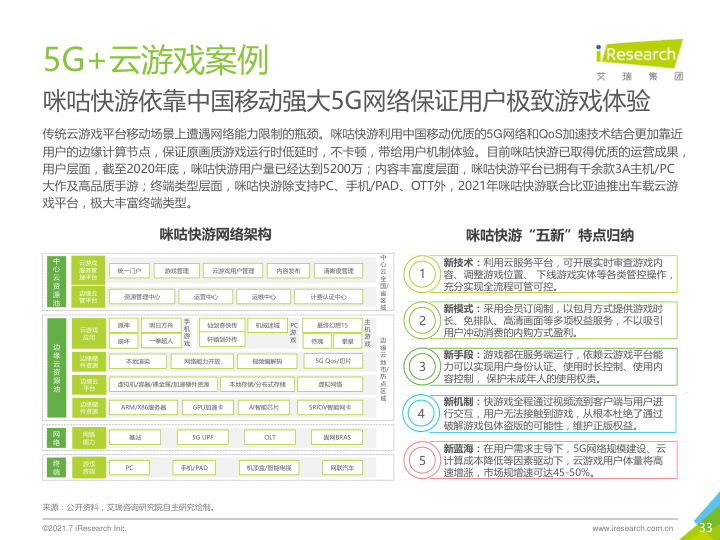 5G+云游戏案例
iResearch
艾 瑞 集 团
咪咕快游依靠中国移动强大5G网络保证用户极致游戏体验
传统云游戏平台移动场景上遭遇网络能力限制的瓶颈。咪咕快游利用中国移动优质的5G网络和QoS加速技术结合更加靠近
用户的边缘计算节点，保证原画质游戏运行时低延时，不卡顿，带给用户机制体验。目前咪咕快游已取得优质的运营成果，
用户层面，截至2020年底，咪咕快游用户量已经达到5200万；内容丰富度层面，咪咕快游平台已拥有千余款3A主机/PC
大作及高品质手游；终端类型层面，咪咕快游除支持PC、手机/PAD、OTT外，2021年咪咕快游联合比亚迪推出车载云游
戏平台，极大丰富终端类型。
咪咕快游网络架构
中心云资源池
云游戏
服务管
理平台
统一门户
游戏管理
云游戏用户管理
内容发布
清晰度管理
边缘云
管平台
资源管理中心
运营中心
运维中心
计费认证中心
中心云全国/省区域
边缘云资源池
云游戏
应用
原神
明日方舟
崩坏
一拳超人
手机游戏
仙剑奇侠传
机械迷城
轩辕剑外传
PC游戏
最终幻想15
侍魂
拳皇
主机游戏
边缘硬
件资源
本地渲染
网络能力开放
视频编解码
5G Qos/切片
边缘云
平台
虚拟机/容器/裸金属/加速硬件资源
本地存储/分布式存储
虚拟网络
边缘硬
件资源
ARM/X86服务器
GPU/加速卡
AI智能芯片
SRIOV智能网卡
边缘云地市/热点区域
网络
网络
能力
基站
5G UPF
OLT
固网BRAS
终端
游戏
终端
PC
手机/PAD
机顶盒/智能电视
网联汽车
咪咕快游“五新”特点归纳
1
新技术：利用云服务平台，可开展实时审查游戏内
容、调整游戏位置、 下线游戏实体等各类管控操作，
充分实现全流程可管可控。
2
新模式：采用会员订阅制，以包月方式提供游戏时
长、免排队、高清画面等多项权益服务，不以吸引
用户冲动消费的内购方式盈利。
3
新手段：游戏都在服务端运行，依赖云游戏平台能
力可以实现用户身份认证、使用时长控制、使用内
容控制， 保护未成年人的使用权责。
4
新机制：快游戏全程通过视频流到客户端与用户进
行交互，用户无法接触到游戏，从根本杜绝了通过
破解游戏包体盗版的可能性，维护正版权益。
5
新蓝海：在用户需求主导下，5G网络规模建设、云
计算成本降低等因素驱动下，云游戏用户体量将高
速增涨，市场规增速可达45-50%。
来源：公开资料，艾瑞咨询研究院自主研究绘制。
©2021.7 iResearch Inc.
www.iresearch.com.cn
33